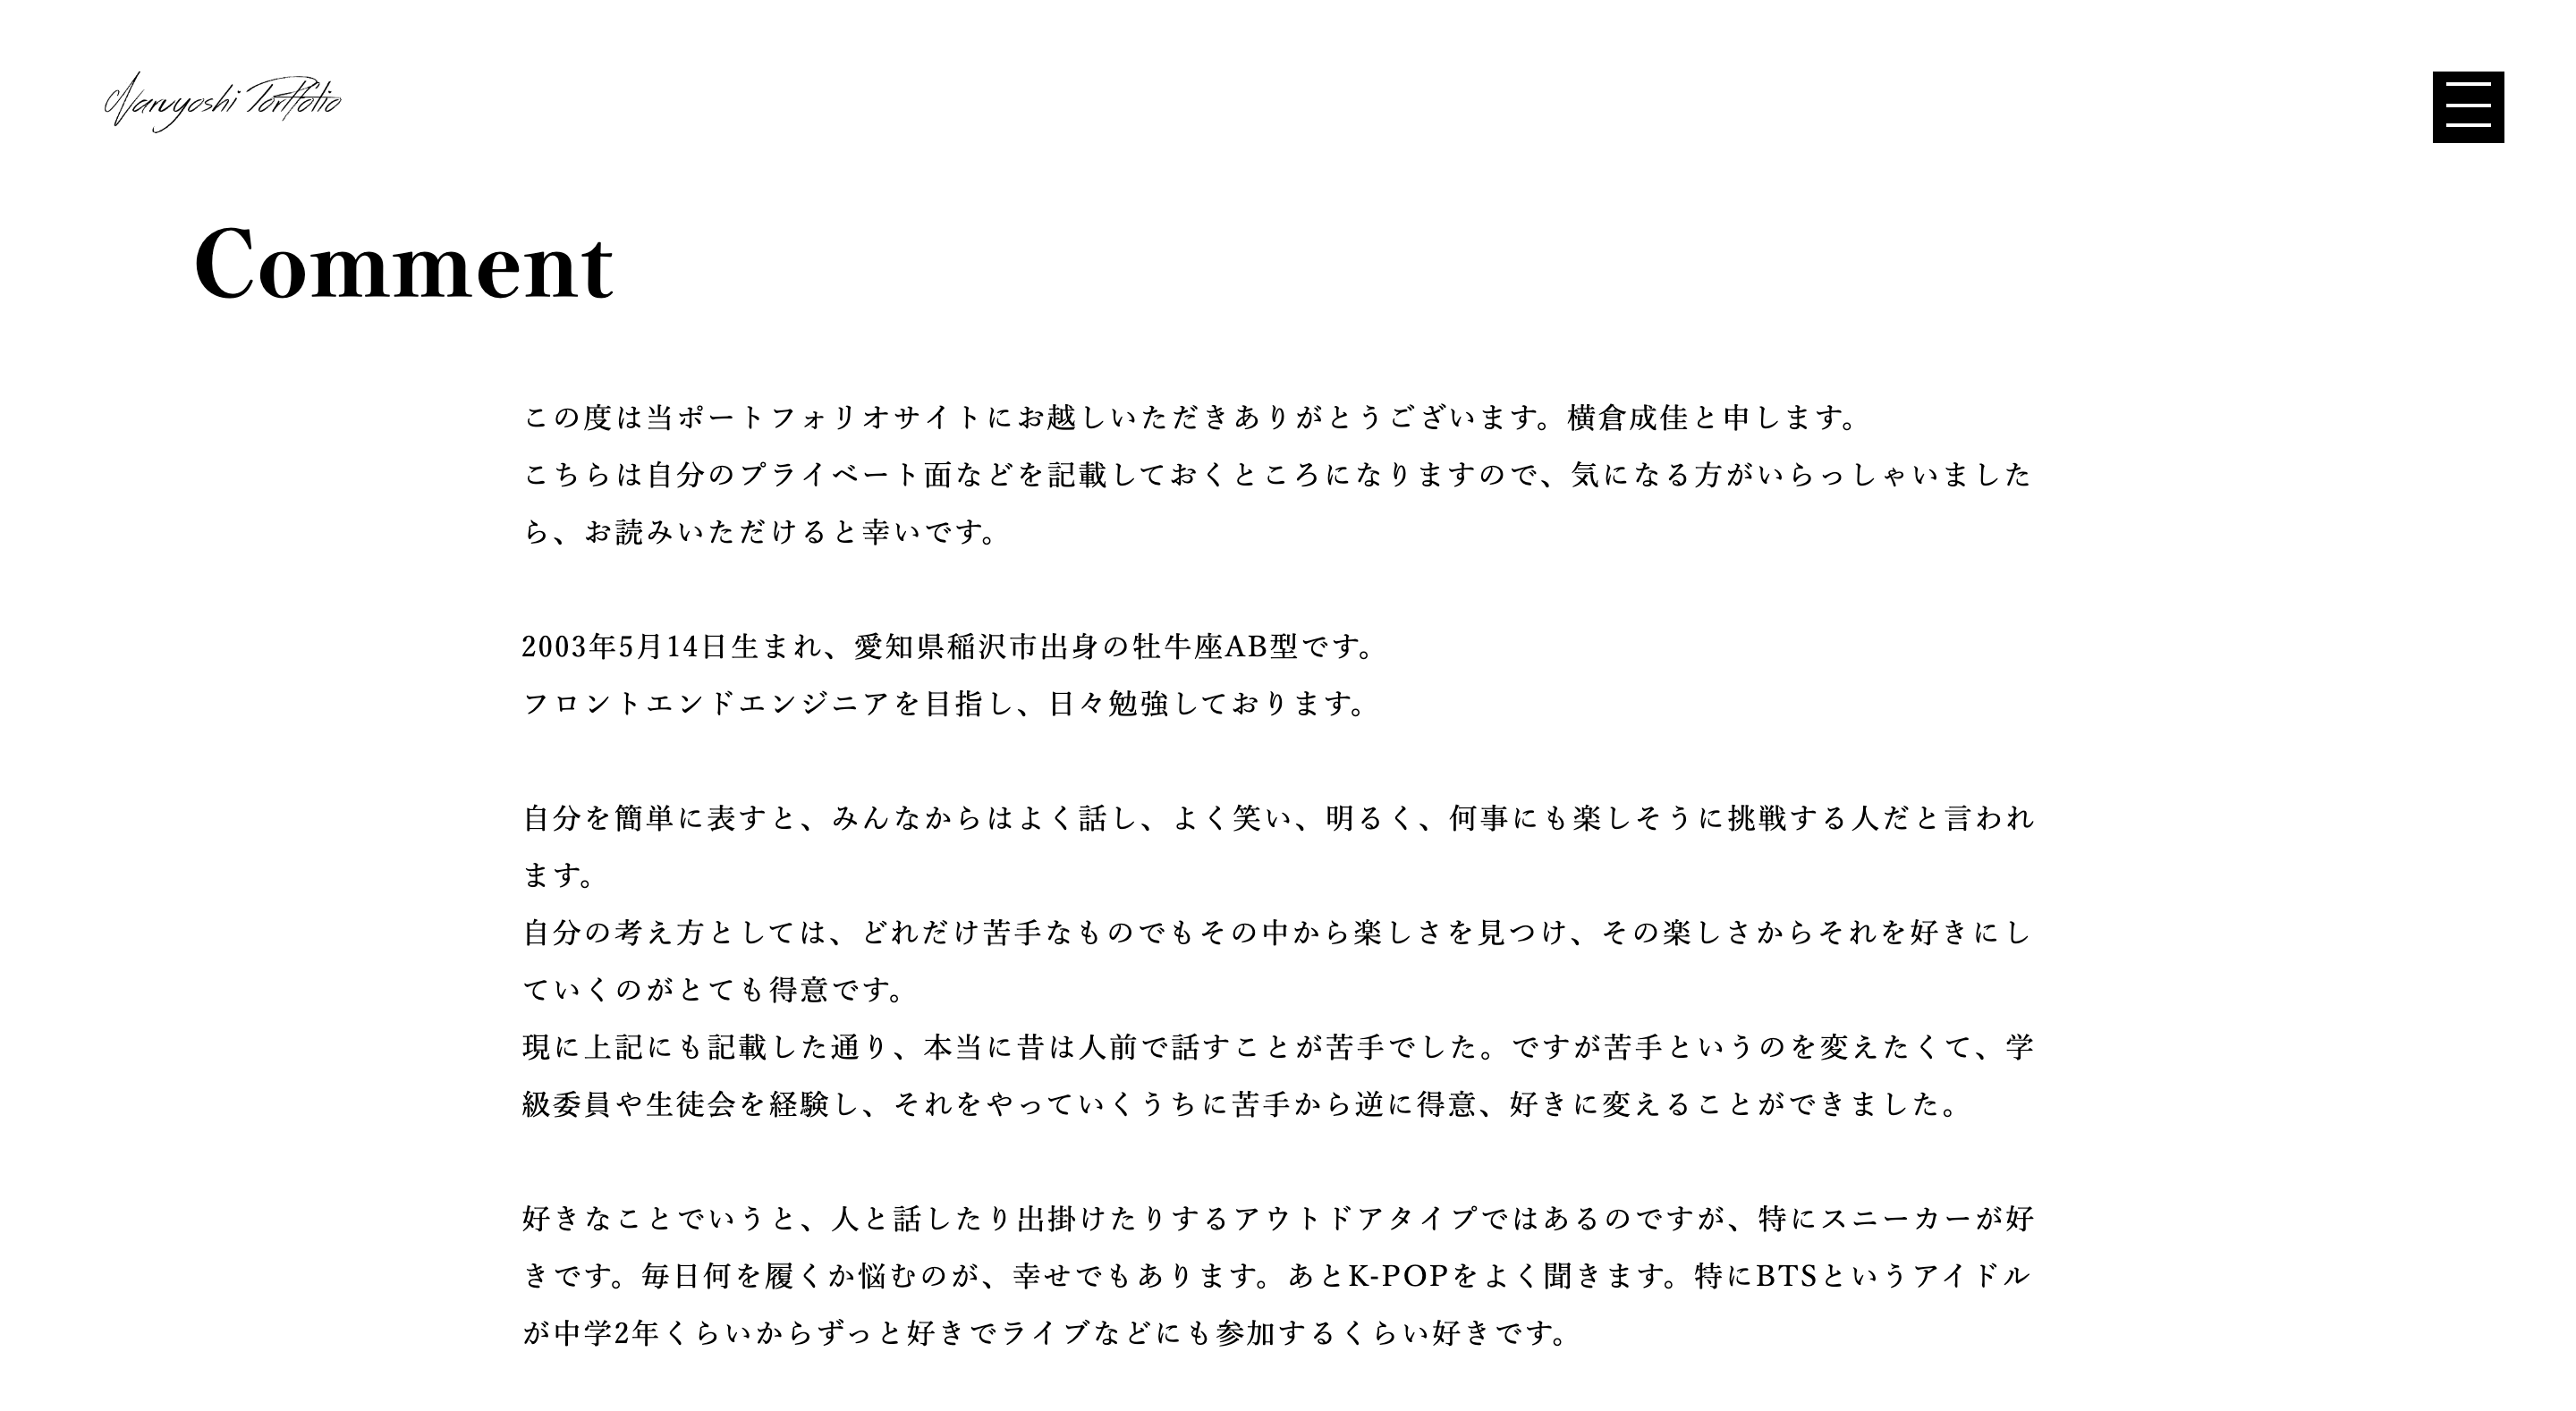 Naruyoshi Portfolio
Comment
この度は当ポートフォリオサイトにお越しいただきありがとうございます。横倉成佳と申します。
こちらは自分のプライベート面などを記載しておくところになりますので、気になる方がいらっしゃいました
ら、お読みいただけると幸いです。
2003年5月14日生まれ、愛知県稲沢市出身の牡牛座AB型です。
フロントエンドエンジニアを目指し、日々勉強しております。
自分を簡単に表すと、みんなからはよく話し、よく笑い、明るく、何事にも楽しそうに挑戦する人だと言われ
ます。
自分の考え方としては、どれだけ苦手なものでもその中から楽しさを見つけ、その楽しさからそれを好きにし
ていくのがとても得意です。
現に上記にも記載した通り、本当に昔は人前で話すことが苦手でした。ですが苦手というのを変えたくて、学
級委員や生徒会を経験し、それをやっていくうちに苦手から逆に得意、好きに変えることができました。
好きなことでいうと、人と話したり出掛けたりするアウトドアタイプではあるのですが、特にスニーカーが好
きです。毎日何を履くか悩むのが、幸せでもあります。あとK-POPをよく聞きます。特にBTSというアイドル
が中学2年くらいからずっと好きでライブなどにも参加するくらい好きです。